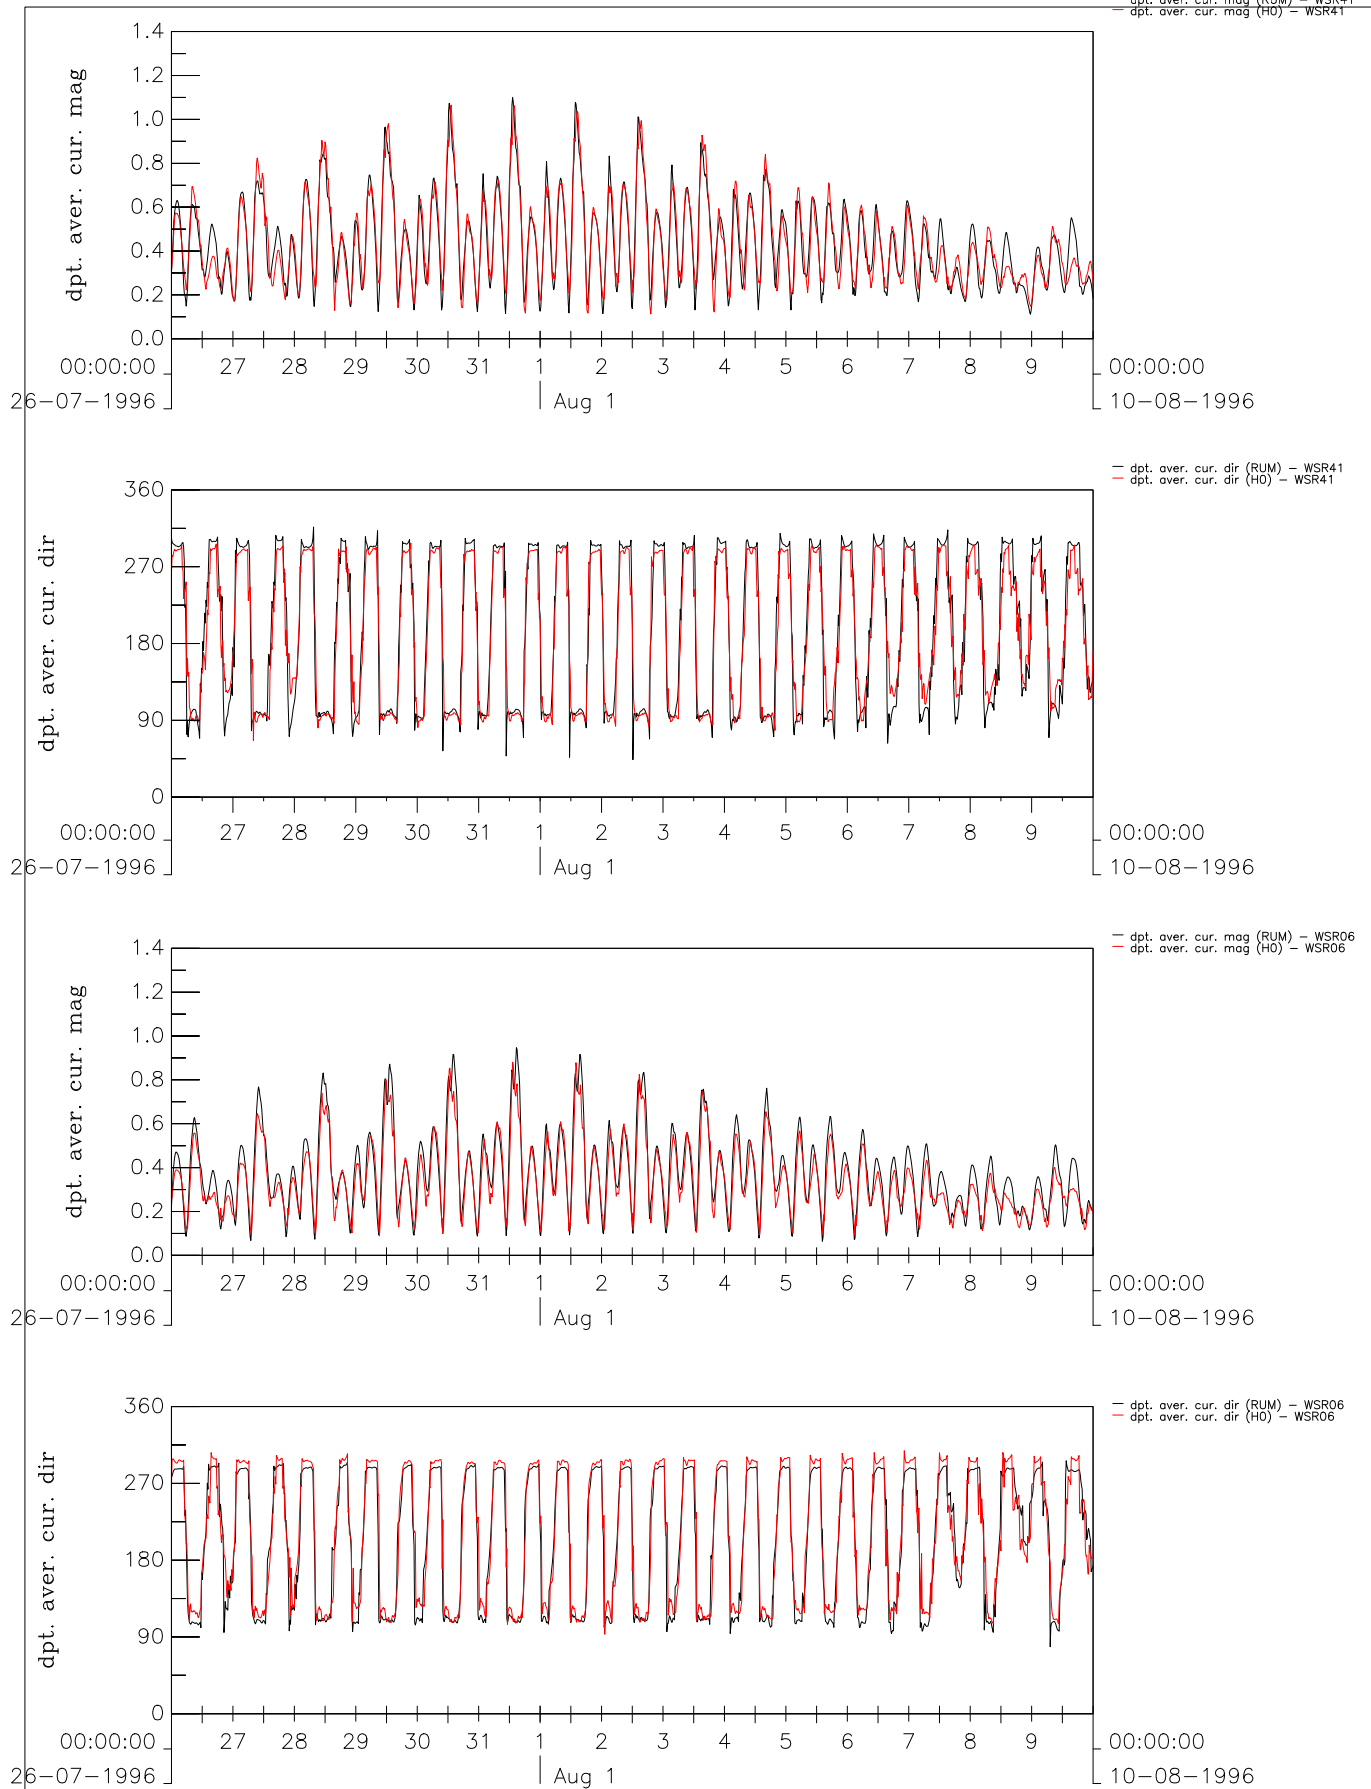 dpt. aver. cur. mag (RUM) - WSR41
dpt. aver. cur. mag (H0) - WSR41
1.4
1.2
1.0
0.8
0.6
0.4
0.2
0.0
dpt. aver. cur. mag
27 28 29 30 31 1 2 3 4 5 6 7 8 9
00:00:00 00:00:00
26-07-1996 Aug 1 10-08-1996
dpt. aver. cur. dir (RUM) - WSR41
dpt. aver. cur. dir (H0) - WSR41
360
270
180
90
0
dpt. aver. cur. dir
00:00:00 27 28 29 30 31 1 2 3 4 5 6 7 8 9 00:00:00
26-07-1996 Aug 1 10-08-1996
dpt. aver. cur. mag (RUM) - WSR06
dpt. aver. cur. mag (H0) - WSR06
1.4
1.2
1.0
0.8
0.6
0.4
0.2
0.0
dpt. aver. cur. mag
00:00:00 27 28 29 30 31 1 2 3 4 5 6 7 8 9 00:00:00
26-07-1996 Aug 1 10-08-1996
dpt. aver. cur. dir (RUM) - WSR06
dpt. aver. cur. dir (H0) - WSR06
360
270
180
90
0
dpt. aver. cur. dir
00:00:00 27 28 29 30 31 1 2 3 4 5 6 7 8 9 00:00:00
26-07-1996 Aug 1 10-08-1996